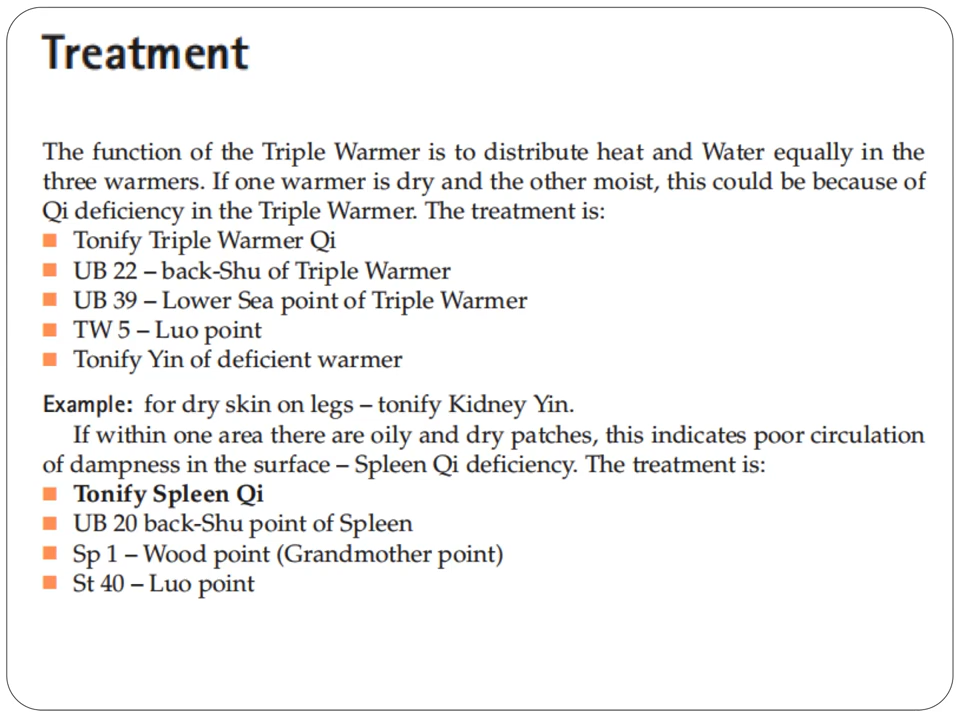 Treatment
The function of the Triple Warmer is to distribute heat and Water equally in the
three warmers. If one warmer is dry and the other moist, this could be because of
Qi deficiency in the Triple Warmer. The treatment is:
■ Tonify Triple Warmer Qi
■ UB 22 – back-Shu of Triple Warmer
■ UB 39 – Lower Sea point of Triple Warmer
■ TW 5 – Luo point
■ Tonify Yin of deficient warmer
Example: for dry skin on legs – tonify Kidney Yin.
If within one area there are oily and dry patches, this indicates poor circulation
of dampness in the surface – Spleen Qi deficiency. The treatment is:
■ Tonify Spleen Qi
■ UB 20 back-Shu point of Spleen
■ Sp 1 – Wood point (Grandmother point)
■ St 40 – Luo point